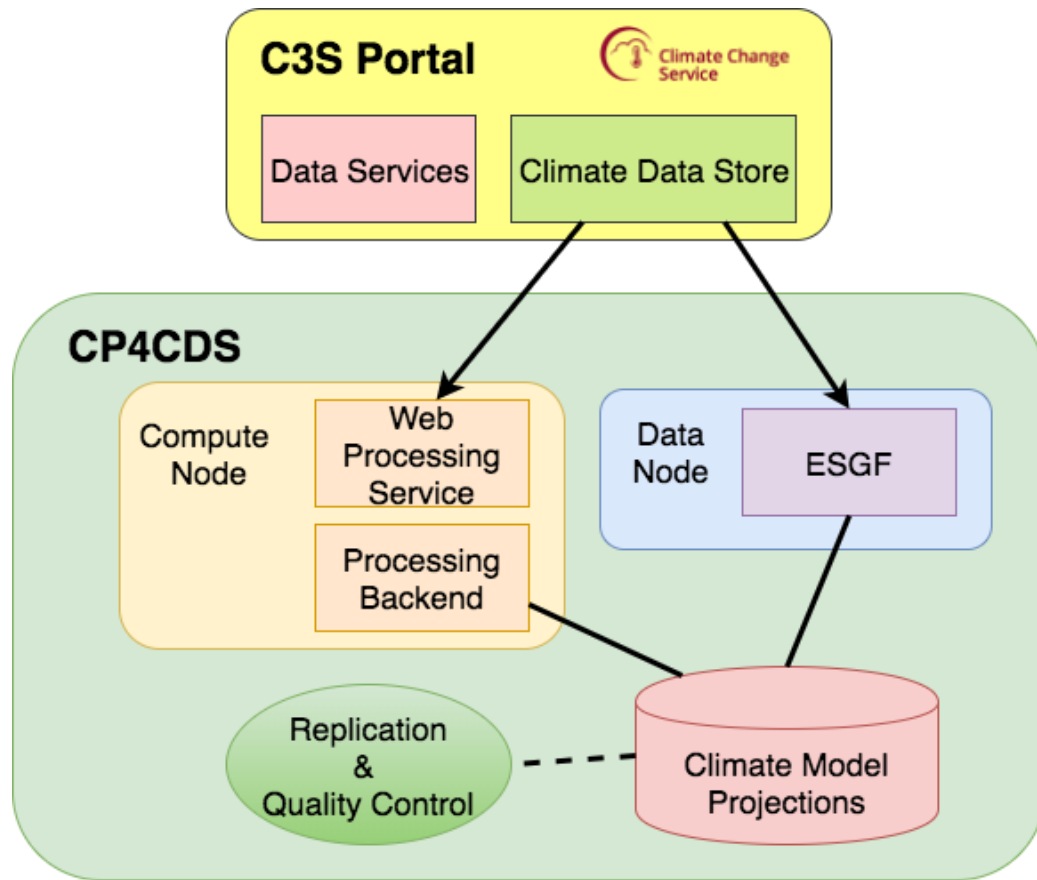 C3S Portal
Climate Change
Service
Data Services
Climate Data Store
CP4CDS
Compute
Node
Web
Processing
Service
Processing
Backend
Data
Node
ESGF
Replication
&
Quality Control
Climate Model
Projections